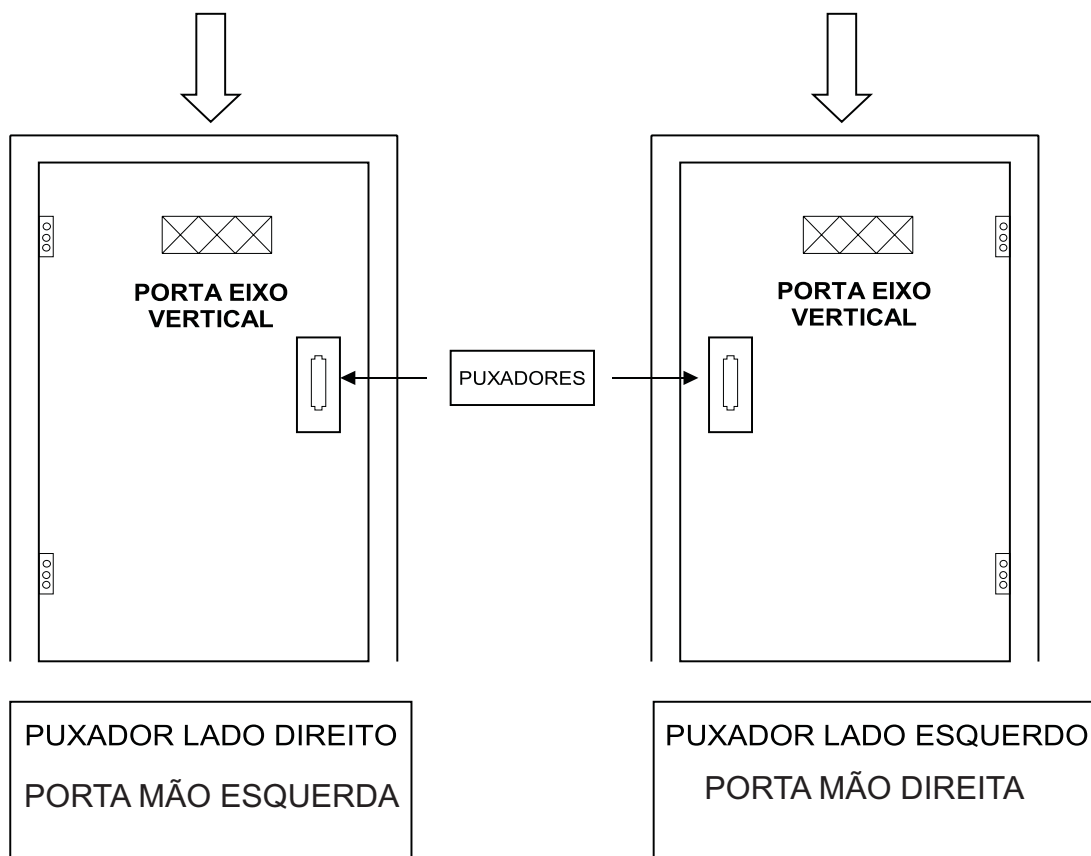 PORTA EIXO
VERTICAL
PORTA EIXO
VERTICAL
PUXADORES
PUXADOR LADO DIREITO
PORTA MÃO ESQUERDA
PUXADOR LADO ESQUERDO
PORTA MÃO DIREITA